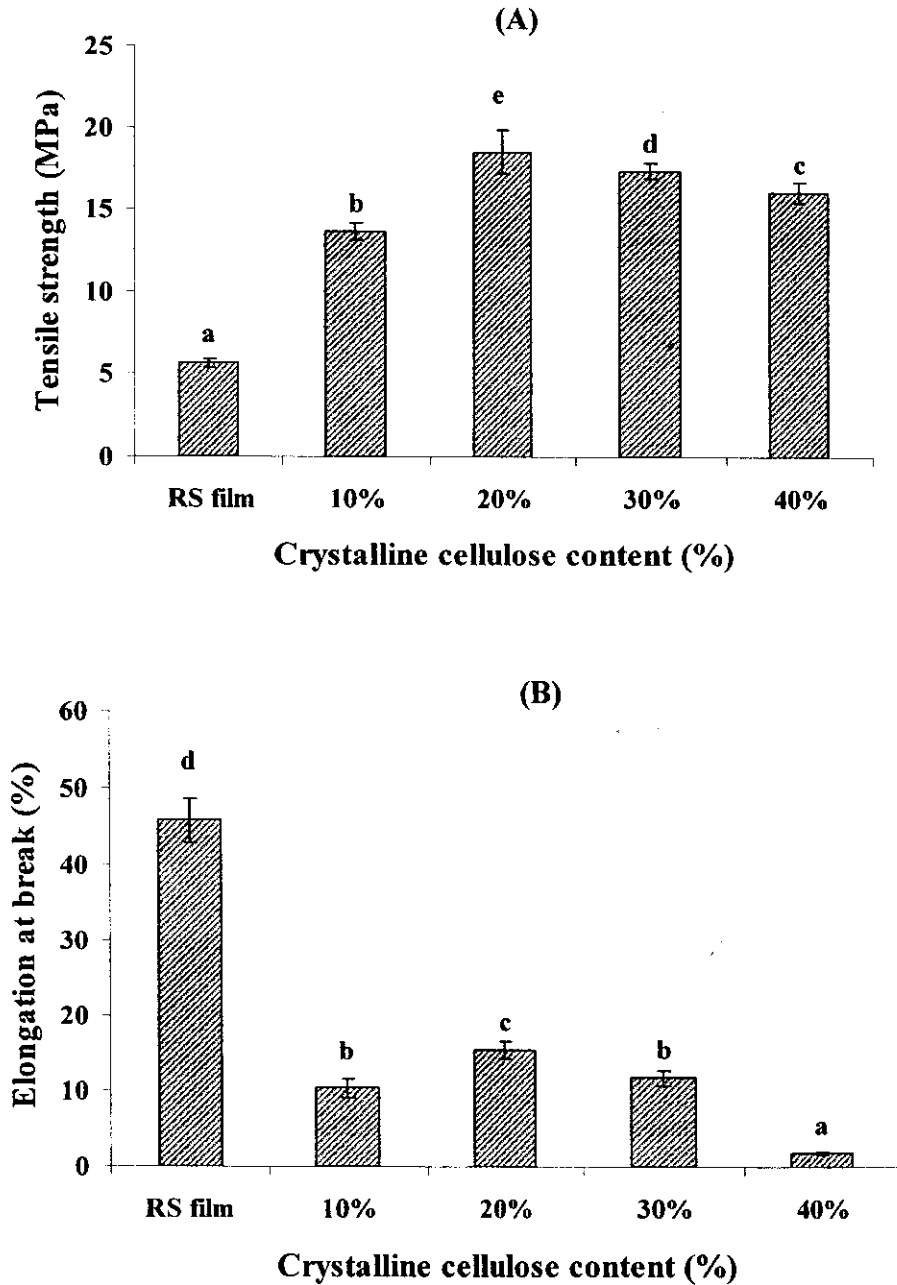 (A)
Tensile strength (MPa)
25
20
15
10
5
0
a
b
e
d
c
RS film 10% 20% 30% 40%
Crystalline cellulose content (%)
(B)
Elongation at break (%)
60
50
40
30
20
10
0
d
b
c
b
a
RS film 10% 20% 30% 40%
Crystalline cellulose content (%)